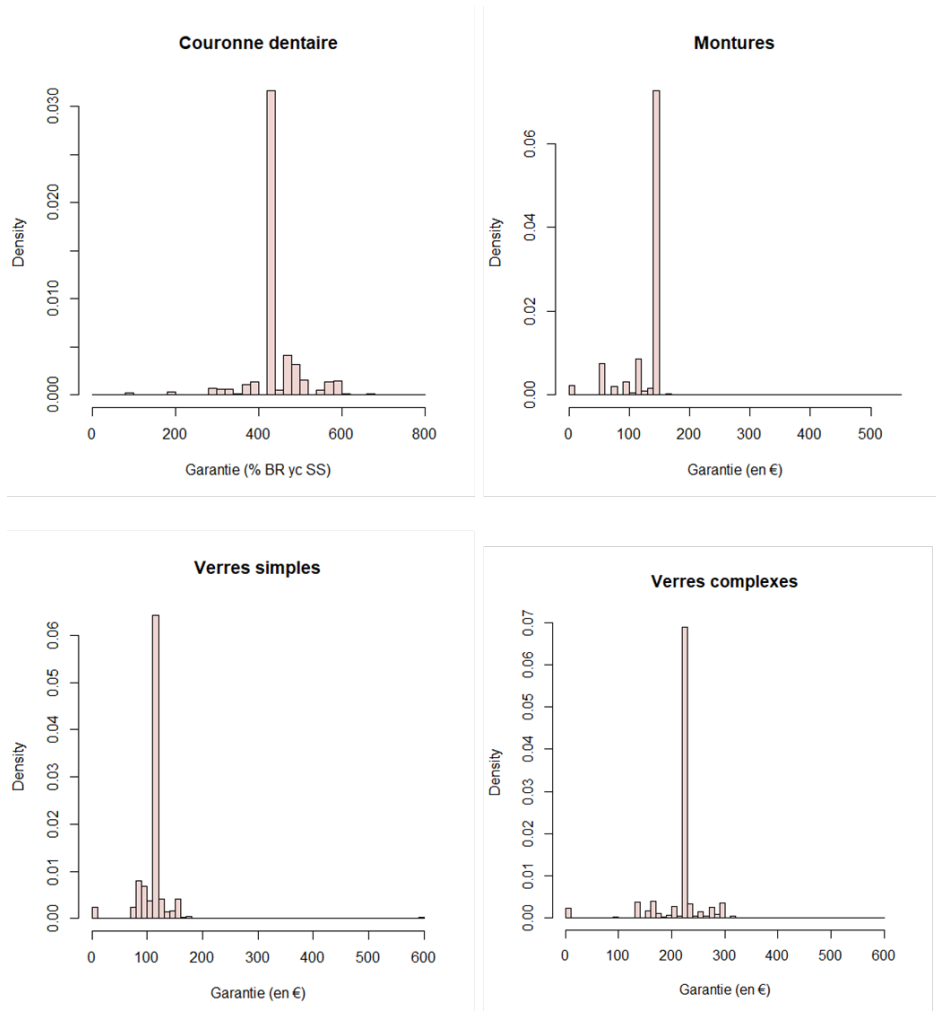 Couronne dentaire
Density
0.030
0.020
0.010
0.000
0 200 400 600 800
Garantie (% BR yc SS)
Montures
Density
0.06
0.04
0.02
0.00
0 100 200 300 400 500
Garantie (en €)
Verres simples
Density
0.06
0.05
0.04
0.03
0.02
0.01
0.00
0 100 200 300 400 500 600
Garantie (en €)
Verres complexes
Density
0.07
0.06
0.05
0.04
0.03
0.02
0.01
0.00
0 100 200 300 400 500 600
Garantie (en €)